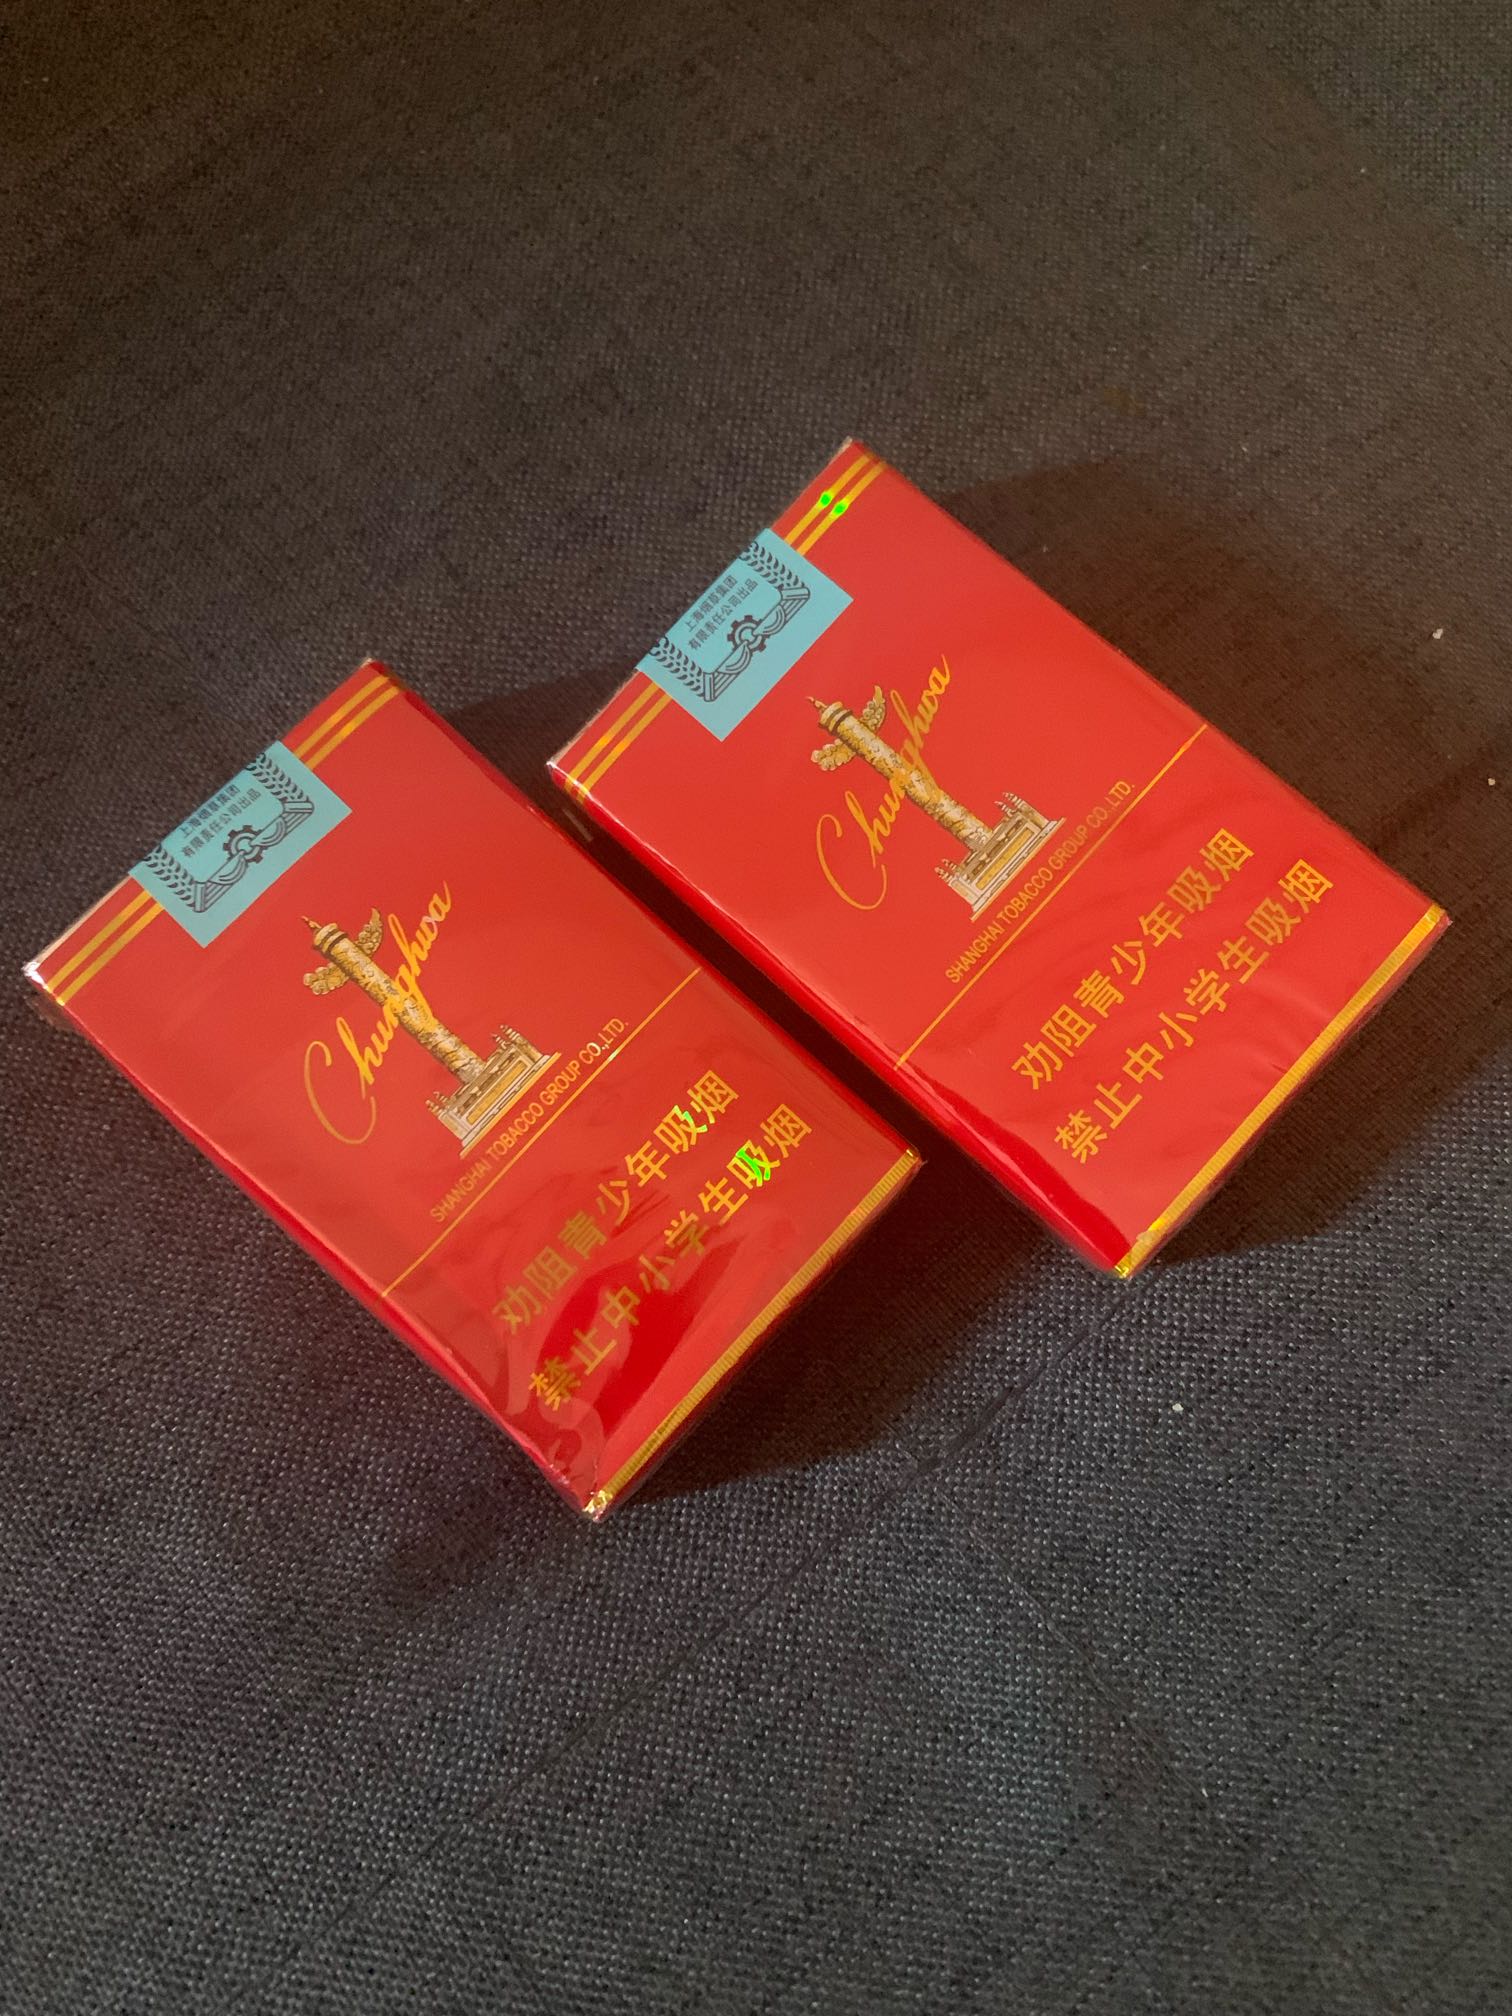 上海烟草集团
有限责任公司出品
Chunghwa
SHANGHAI TOBACCO GROUP CO.,LTD.
劝阻青少年吸烟
禁止中小学生吸烟
上海烟草集团
有限责任公司出品
Chunghwa
SHANGHAI TOBACCO GROUP CO.,LTD.
劝阻青少年吸烟
禁止中小学生吸烟